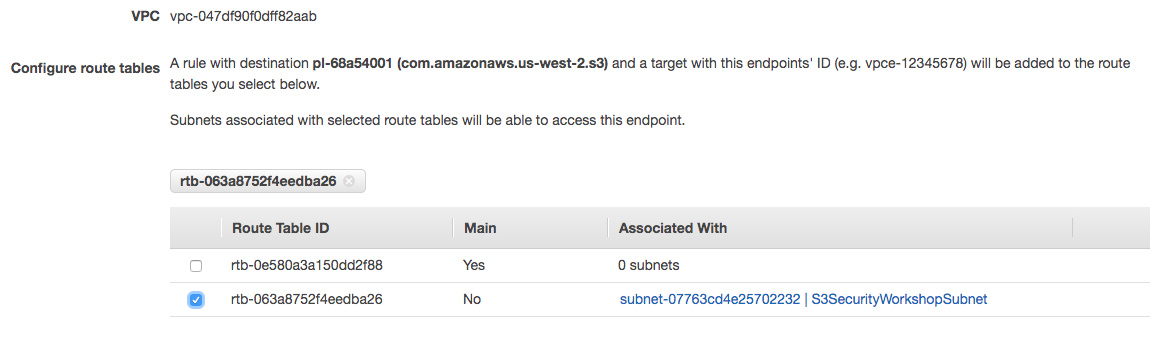 VPC vpc-047df90f0dff82aab
Configure route tables A rule with destination pl-68a54001 (com.amazonaws.us-west-2.s3) and a target with this endpoints' ID (e.g. vpce-12345678) will be added to the route
tables you select below.
Subnets associated with selected route tables will be able to access this endpoint.
rtb-063a8752f4eedba26
Route Table ID Main Associated With
rtb-0e580a3a150dd2f88 Yes 0 subnets
rtb-063a8752f4eedba26 No subnet-07763cd4e25702232 | S3SecurityWorkshopSubnet